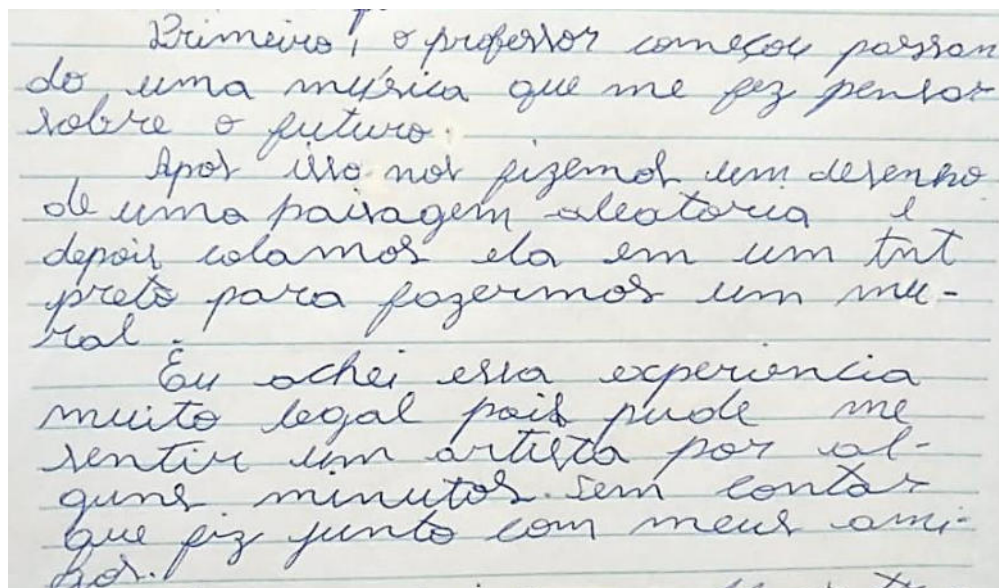 Primeiro, o professor começou passan
do uma música que me fez pensar
sobre o futuro.
Apos isso nos fizemos um desenho
de uma paisagem aleatoria e
depois colamos ela em um tnt
preto para fazermos um mu-
ral.
Eu achei essa experiencia
muito legal pois pude me
sentir um artista por al-
guns minutos. Sem contar
que fiz junto com meus ami-
gos.